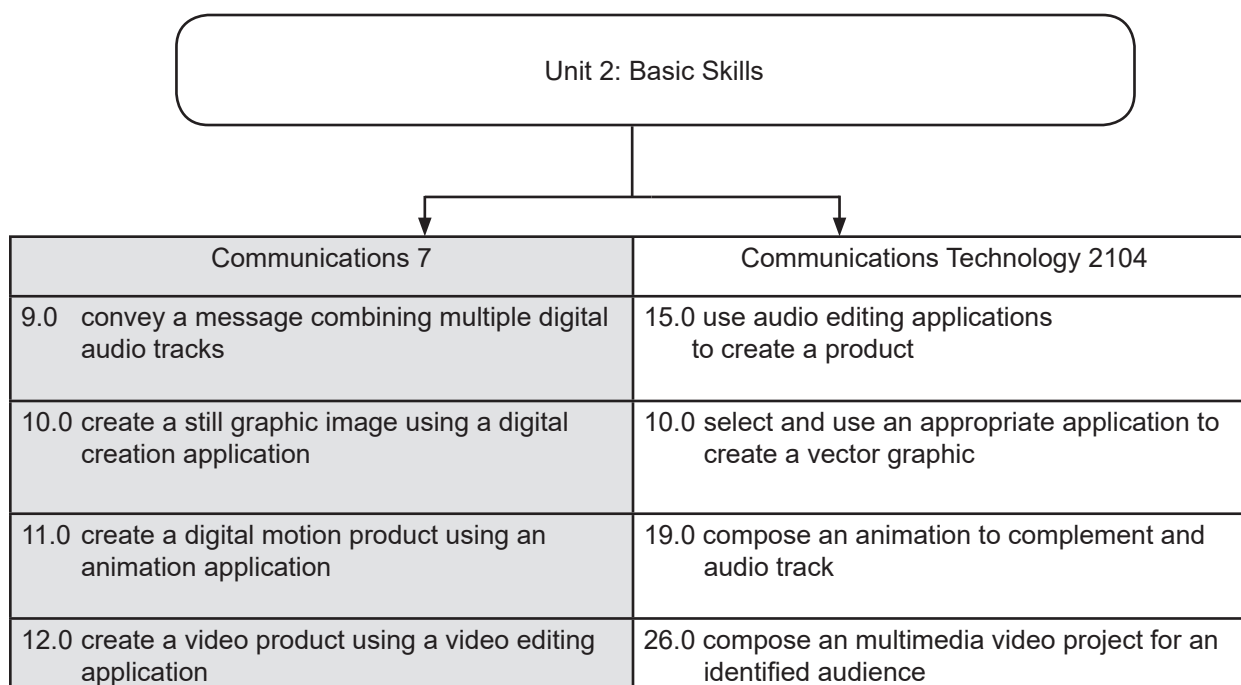 Unit 2: Basic Skills
Communications 7
Communications Technology 2104
9.0 convey a message combining multiple digital
audio tracks
15.0 use audio editing applications
to create a product
10.0 create a still graphic image using a digital
creation application
10.0 select and use an appropriate application to
create a vector graphic
11.0 create a digital motion product using an
animation application
19.0 compose an animation to complement and
audio track
12.0 create a video product using a video editing
application
26.0 compose an multimedia video project for an
identified audience